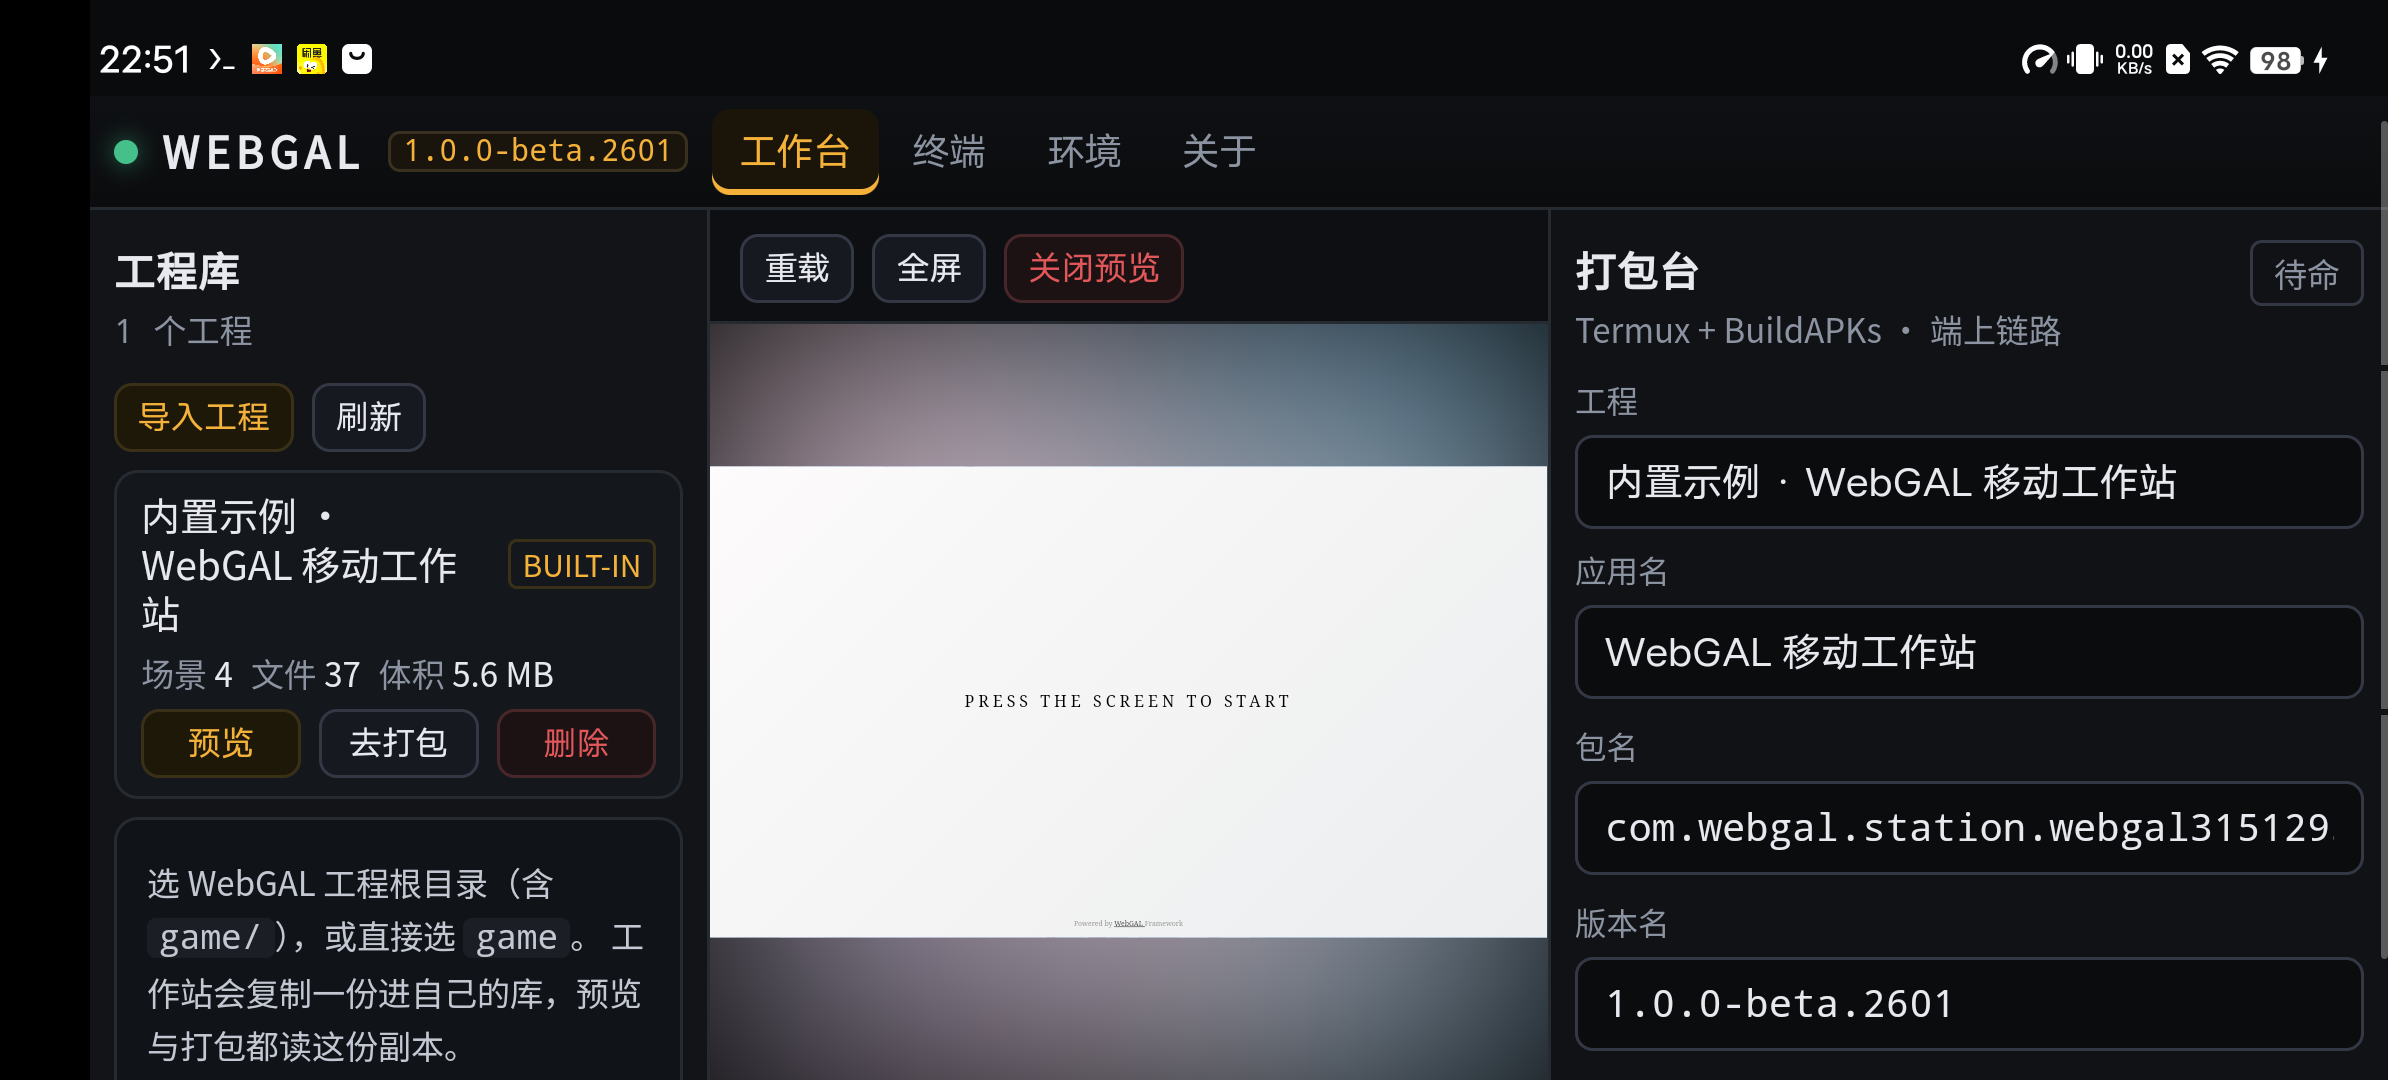 22:51
0.00
KB/s
98
WEBGAL
1.0.0-beta.2601
工作台
终端
环境
关于
工程库
1 个工程
导入工程
刷新
内置示例 ·
WebGAL 移动工作
站
BUILT-IN
场景 4 文件 37 体积 5.6 MB
预览
去打包
删除
选 WebGAL 工程根目录（含
game/），或直接选 game。工
作站会复制一份进自己的库，预览
与打包都读这份副本。
重载
全屏
关闭预览
PRESS THE SCREEN TO START
Powered by WebGAL Framework
打包台
待命
Termux + BuildAPKs · 端上链路
工程
内置示例 · WebGAL 移动工作站
应用名
WebGAL 移动工作站
包名
com.webgal.station.webgal315129
版本名
1.0.0-beta.2601